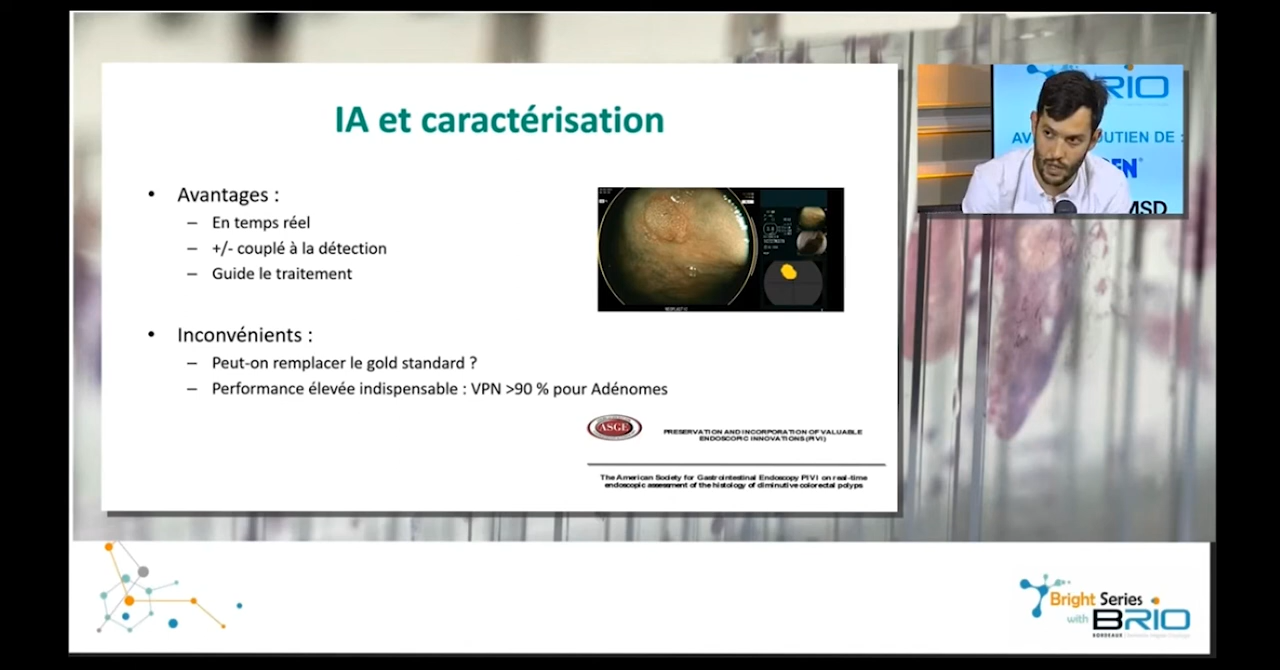 IA et caractérisation
• Avantages :
– En temps réel
– +/- couplé à la détection
– Guide le traitement
• Inconvénients :
– Peut-on remplacer le gold standard ?
– Performance élevée indispensable : VPN >90 % pour Adénomes
ASGE
PRESERVATION AND INCORPORATION OF VALUABLE
ENDOSCOPIC INNOVATIONS (PIVI)
The American Society for Gastrointestinal Endoscopy PIVI on real-time
endoscopic assessment of the histology of diminutive colorectal polyps
BRIO
UTIEN DE :
MSD
Bright Series
with BRIO
BORDEAUX